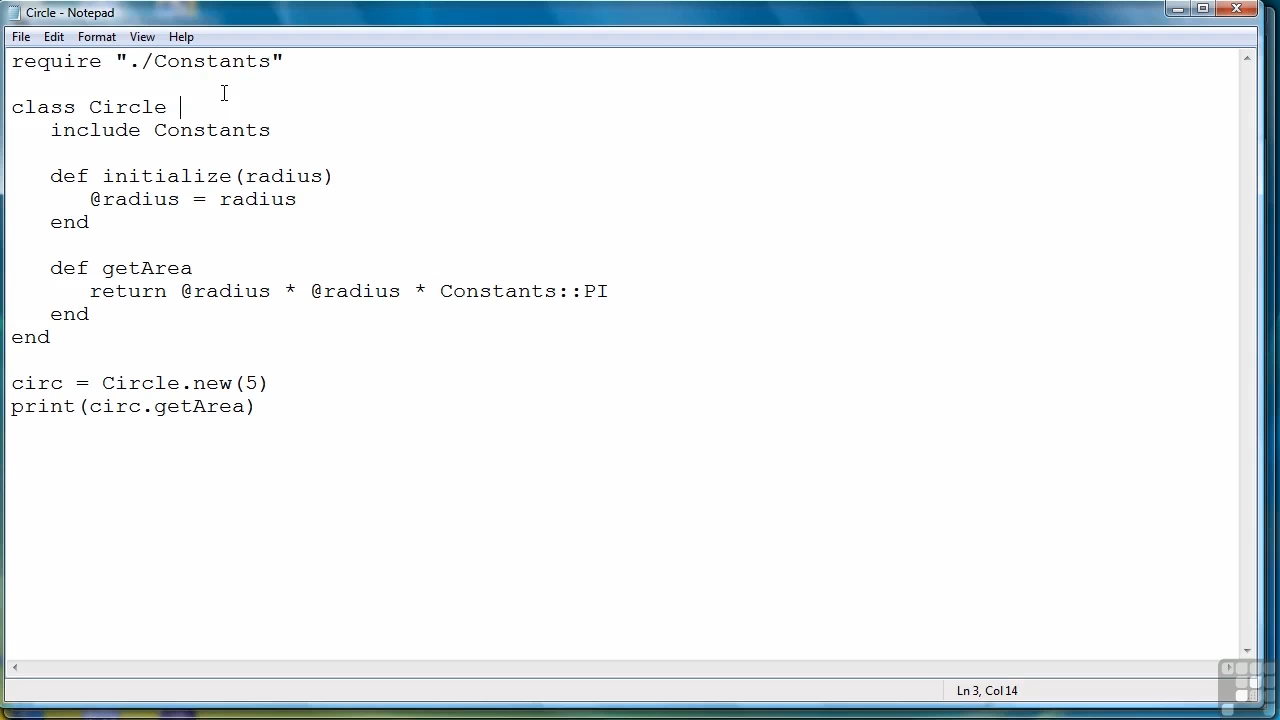 Circle - Notepad
File Edit Format View Help
require "./Constants"
class Circle
include Constants
def initialize(radius)
@radius = radius
end
def getArea
return @radius * @radius * Constants::PI
end
end
circ = Circle.new(5)
print(circ.getArea)
Ln 3, Col 14